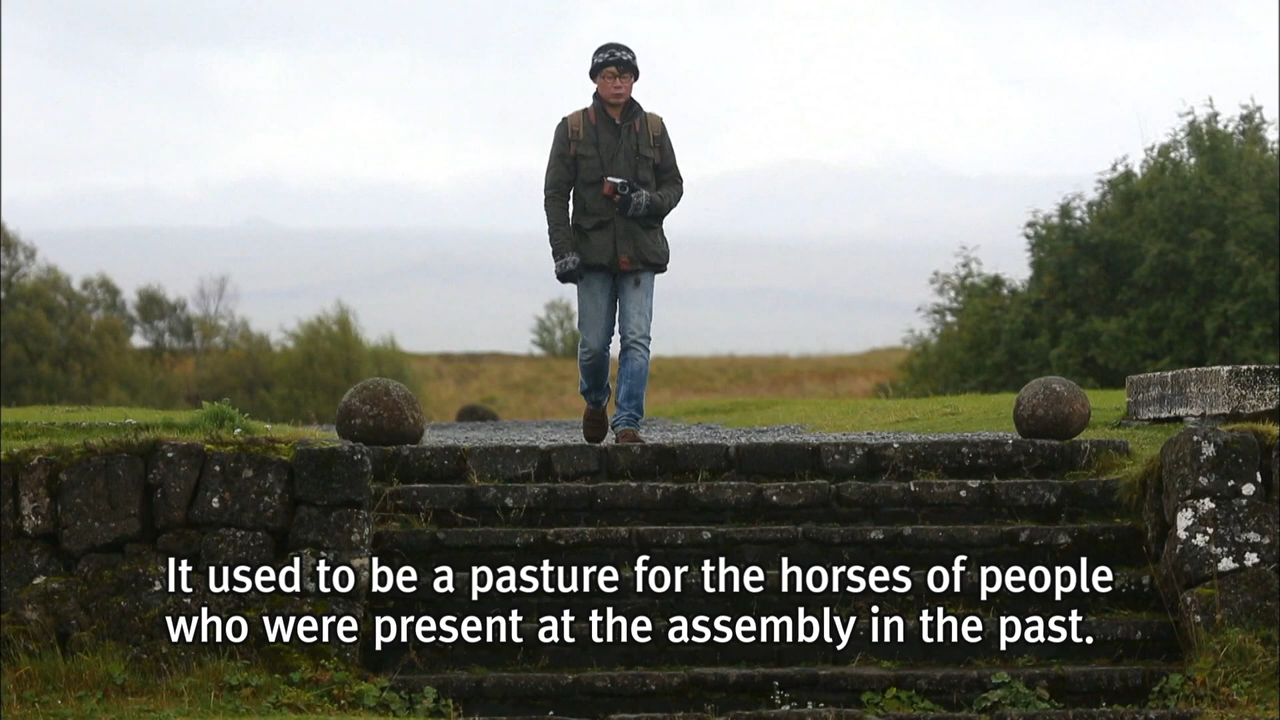 It used to be a pasture for the horses of people
who were present at the assembly in the past.